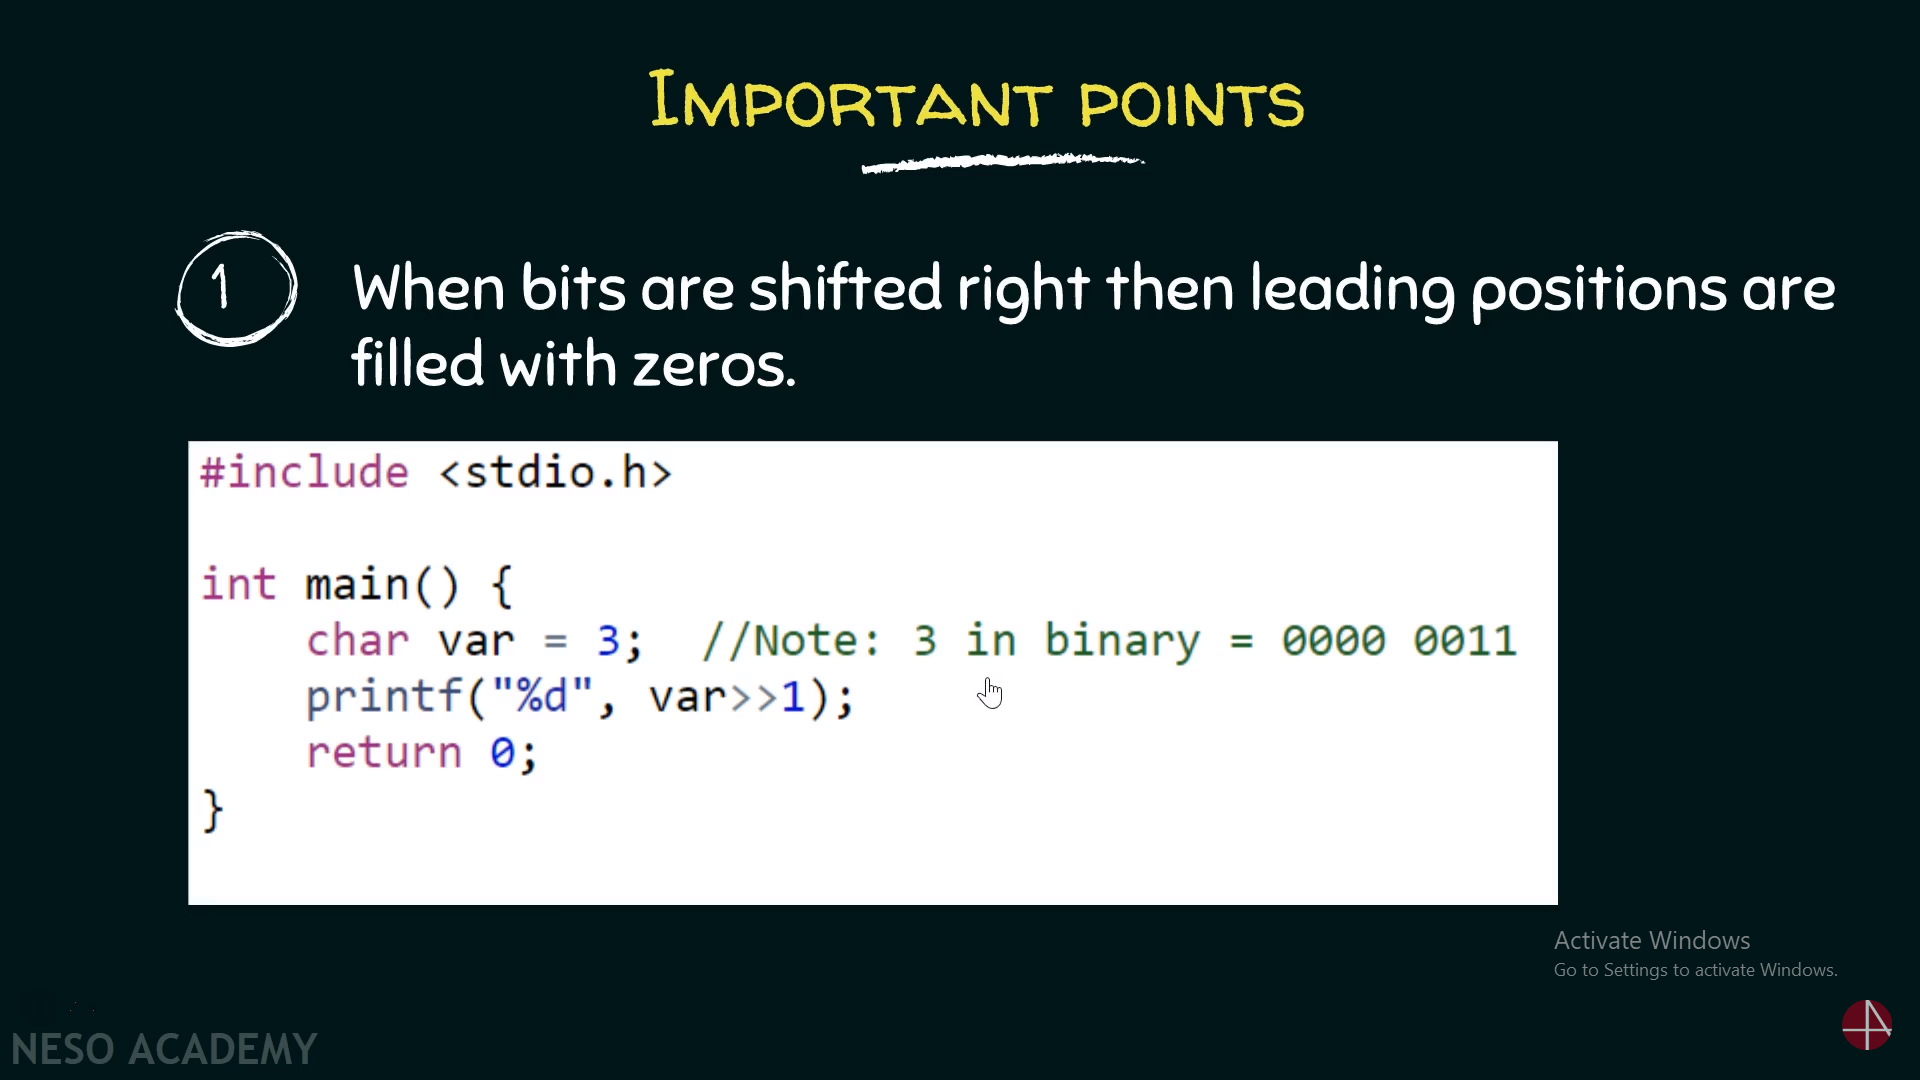 IMPORTANT POINTS
1
When bits are shifted right then leading positions are
filled with zeros.
#include <stdio.h>
int main() {
    char var = 3;  //Note: 3 in binary = 0000 0011
    printf("%d", var>>1);
    return 0;
}
Activate Windows
Go to Settings to activate Windows.
NESO ACADEMY